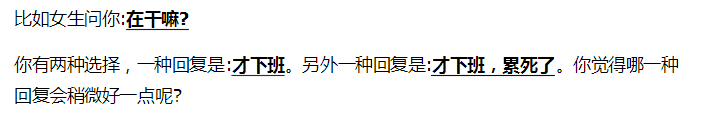 比如女生问你:在干嘛?
你有两种选择，一种回复是:才下班。另外一种回复是:才下班，累死了。你觉得哪一种
回复会稍微好一点呢?